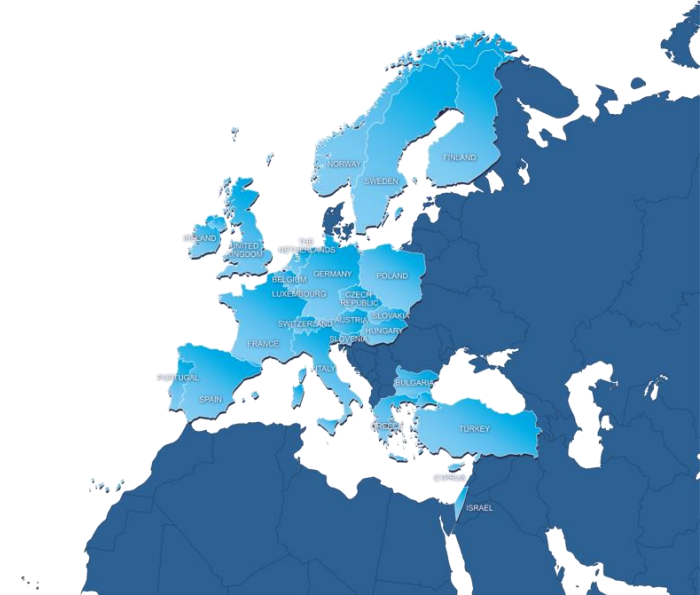 NORWAY
FINLAND
SWEDEN
IRELAND
UNITED
KINGDOM
THE
NETHERLANDS
GERMANY
POLAND
BELGIUM
LUXEMBOURG
CZECH
REPUBLIC
SLOVAKIA
AUSTRIA
SWITZERLAND
HUNGARY
SLOVENIA
FRANCE
ITALY
PORTUGAL
BULGARIA
SPAIN
GREECE
TURKEY
CYPRUS
ISRAEL